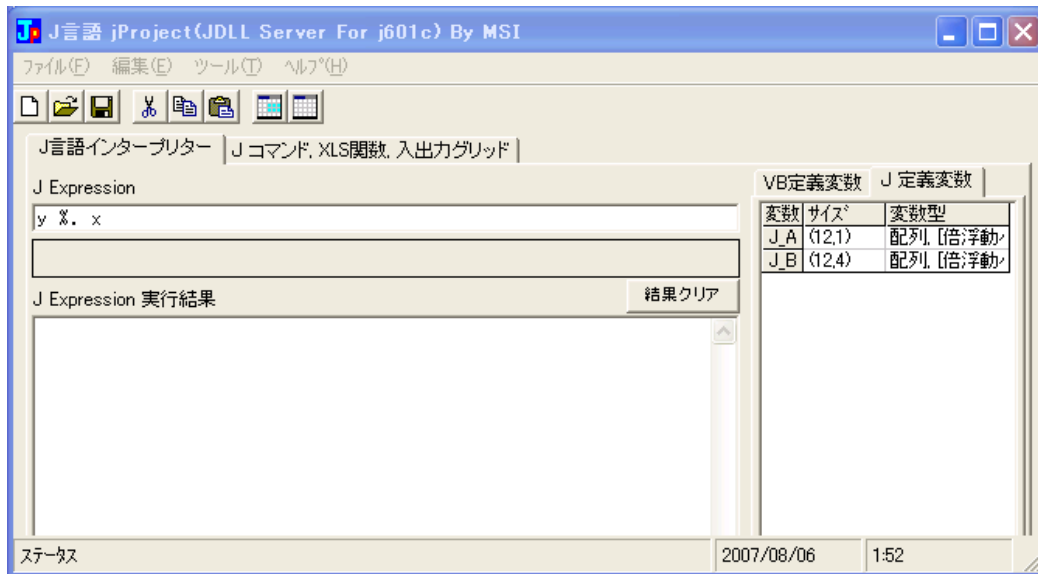 J言語 jProject(JDLL Server For j601c) By MSI
ファイル(F) 編集(E) ツール(T) ヘルプ(H)
J言語インタープリター J コマンド, XLS関数, 入出力グリッド
J Expression
y %. x
J Expression 実行結果
結果クリア
VB定義変数 J 定義変数
変数 サイズ 変数型
J_A (12,1) 配列, [倍浮動
J_B (12,4) 配列, [倍浮動
ステータス 2007/08/06 1:52